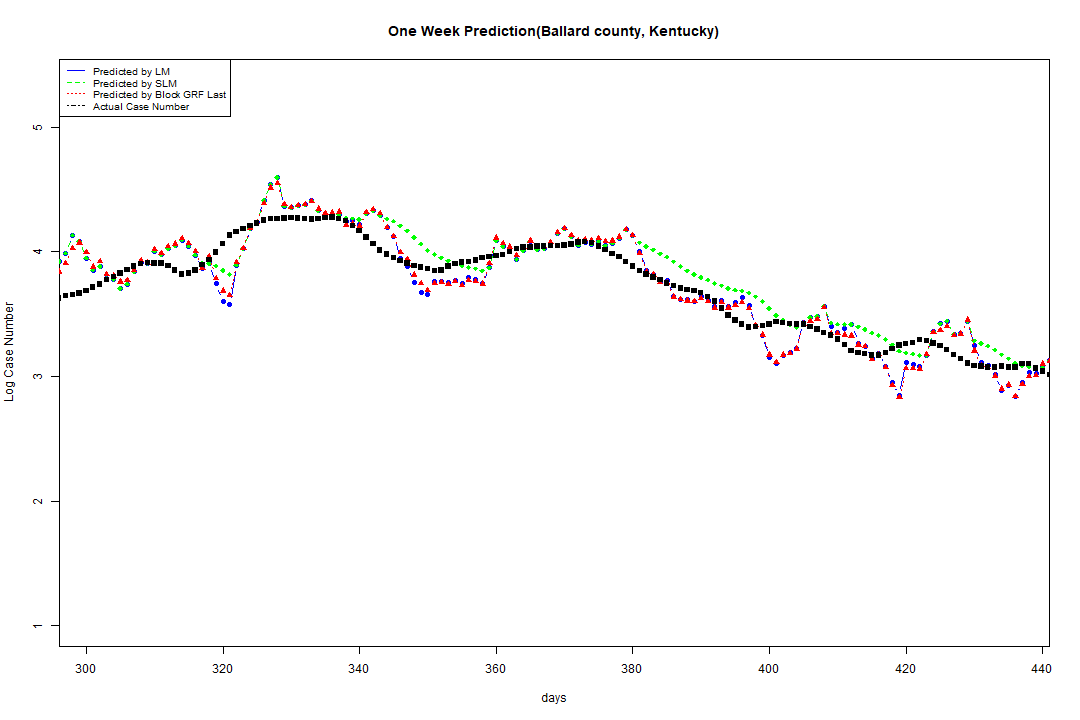 One Week Prediction(Ballard county, Kentucky)
Predicted by LM
Predicted by SLM
Predicted by Block GRF Last
Actual Case Number
5
4
3
2
1
Log Case Number
300 320 340 360 380 400 420 440
days